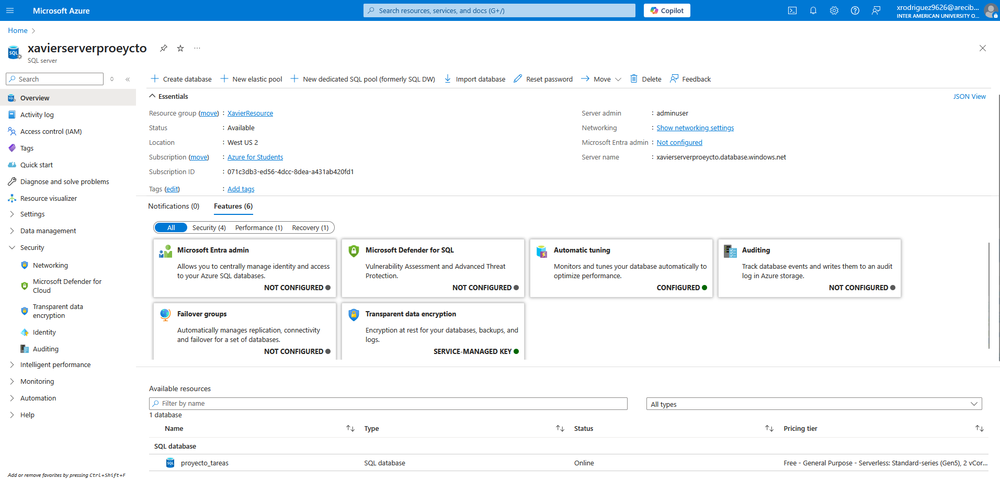 Microsoft Azure
Search resources, services, and docs (G+/)
Copilot
xrodriguez9626@arecib...
INTER AMERICAN UNIVERSITY O...
Home
xavierserverproeycto
SQL server
Search
Create database
New elastic pool
New dedicated SQL pool (formerly SQL DW)
Import database
Reset password
Move
Delete
Feedback
Overview
Activity log
Access control (IAM)
Tags
Quick start
Diagnose and solve problems
Resource visualizer
Settings
Data management
Security
Networking
Microsoft Defender for
Cloud
Transparent data
encryption
Identity
Auditing
Intelligent performance
Monitoring
Automation
Help
Add or remove favorites by pressing Ctrl+Shift+F
Essentials
JSON View
Resource group (move) : XavierResource
Status : Available
Location : West US 2
Subscription (move) : Azure for Students
Subscription ID : 071c3db3-ed56-4dcc-8dea-a431ab420fd1
Tags (edit) : Add tags
Server admin : adminuser
Networking : Show networking settings
Microsoft Entra admin : Not configured
Server name : xavierserverproeycto.database.windows.net
Notifications (0)
Features (6)
All
Security (4)
Performance (1)
Recovery (1)
Microsoft Entra admin
Allows you to centrally manage identity and access
to your Azure SQL databases.
NOT CONFIGURED
Microsoft Defender for SQL
Vulnerability Assessment and Advanced Threat
Protection.
NOT CONFIGURED
Automatic tuning
Monitors and tunes your database automatically to
optimize performance.
CONFIGURED
Auditing
Track database events and writes them to an audit
log in Azure storage.
NOT CONFIGURED
Failover groups
Automatically manages replication, connectivity
and failover for a set of databases.
NOT CONFIGURED
Transparent data encryption
Encryption at rest for your databases, backups, and
logs.
SERVICE-MANAGED KEY
Available resources
Filter by name
All types
1 database
Name
Type
Status
Pricing tier
SQL database
proyecto_tareas
SQL database
Online
Free - General Purpose - Serverless: Standard-series (Gen5), 2 vCor...